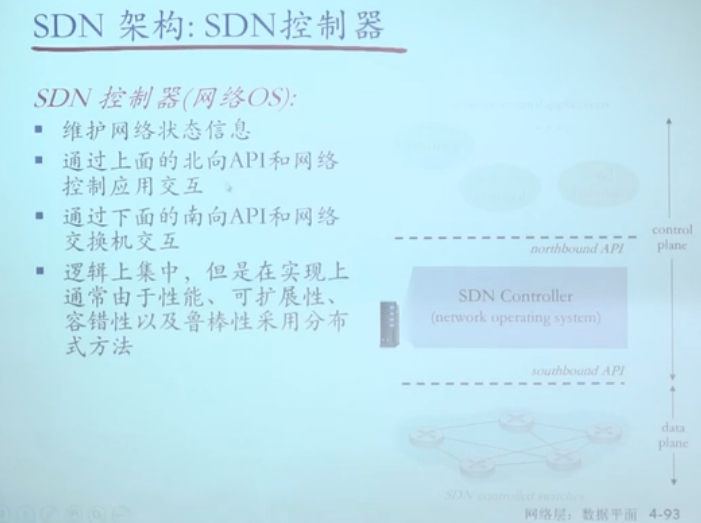 SDN 架构: SDN控制器
SDN 控制器(网络OS):
▪ 维护网络状态信息
▪ 通过上面的北向API和网络
控制应用交互
▪ 通过下面的南向API和网络
交换机交互
▪ 逻辑上集中，但是在实现上
通常由于性能、可扩展性、
容错性以及鲁棒性采用分布
式方法
control
plane
northbound API
SDN Controller
(network operating system)
southbound API
data
plane
SDN-controlled switches
网络层：数据平面 4-93